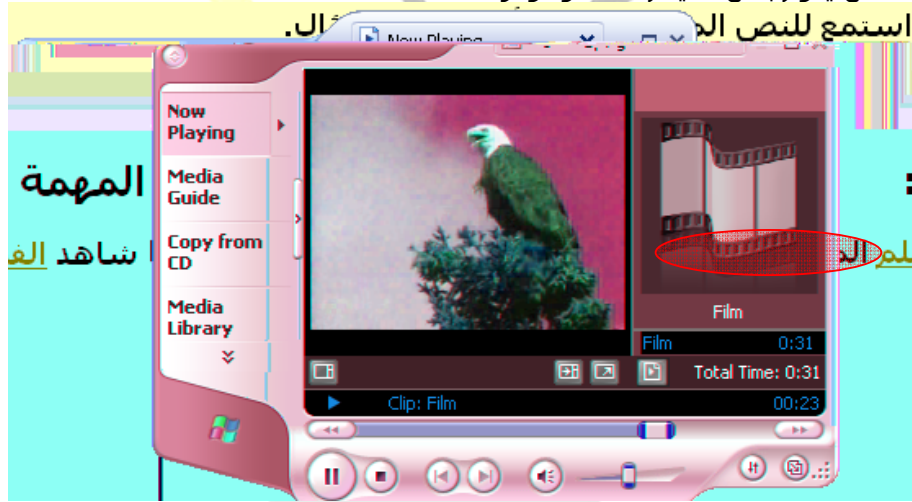 استمع للنص
ال.
Now Playing
Now
Playing
Media
Guide
Copy from
CD
Media
Library
Film
Film 0:31
Total Time: 0:31
Clip: Film 00:23
المهمة :
شاهد